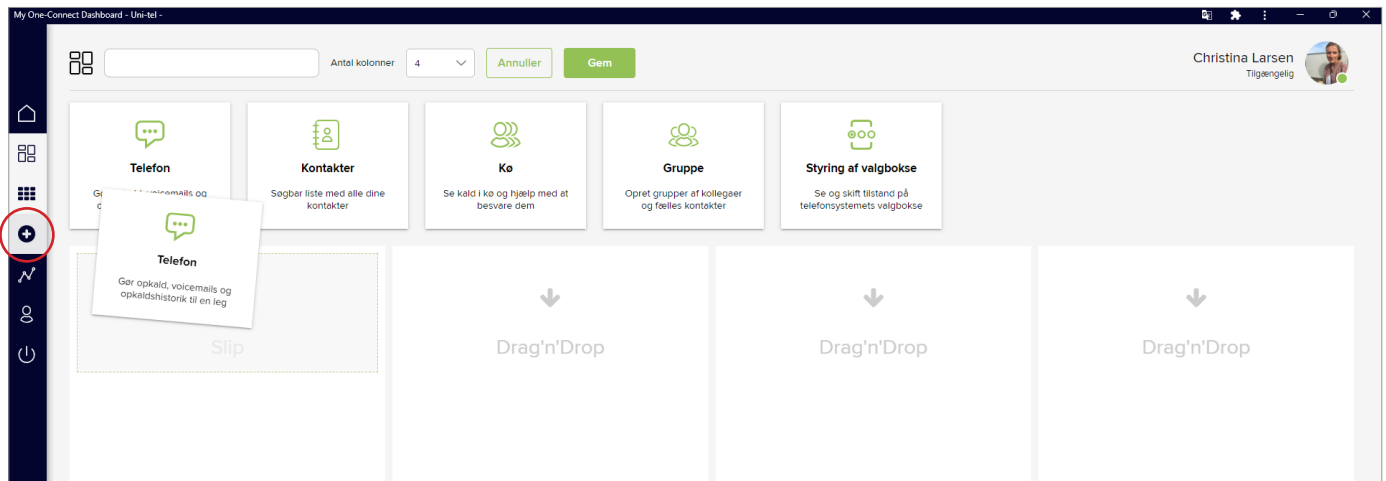 My One-Connect Dashboard - Uni-tel -
Antal kolonner
4
Annuller
Gem
Christina Larsen
Tilgængelig
Telefon
Kontakter
Søgbar liste med alle dine
kontakter
Kø
Se kald i kø og hjælp med at
besvare dem
Gruppe
Opret grupper af kollegaer
og fælles kontakter
Styring af valgbokse
Se og skift tilstand på
telefonsystemets valgbokse
voicemails og
Telefon
Gør opkald, voicemails og
opkaldshistorik til en leg
Slip
Drag'n'Drop
Drag'n'Drop
Drag'n'Drop